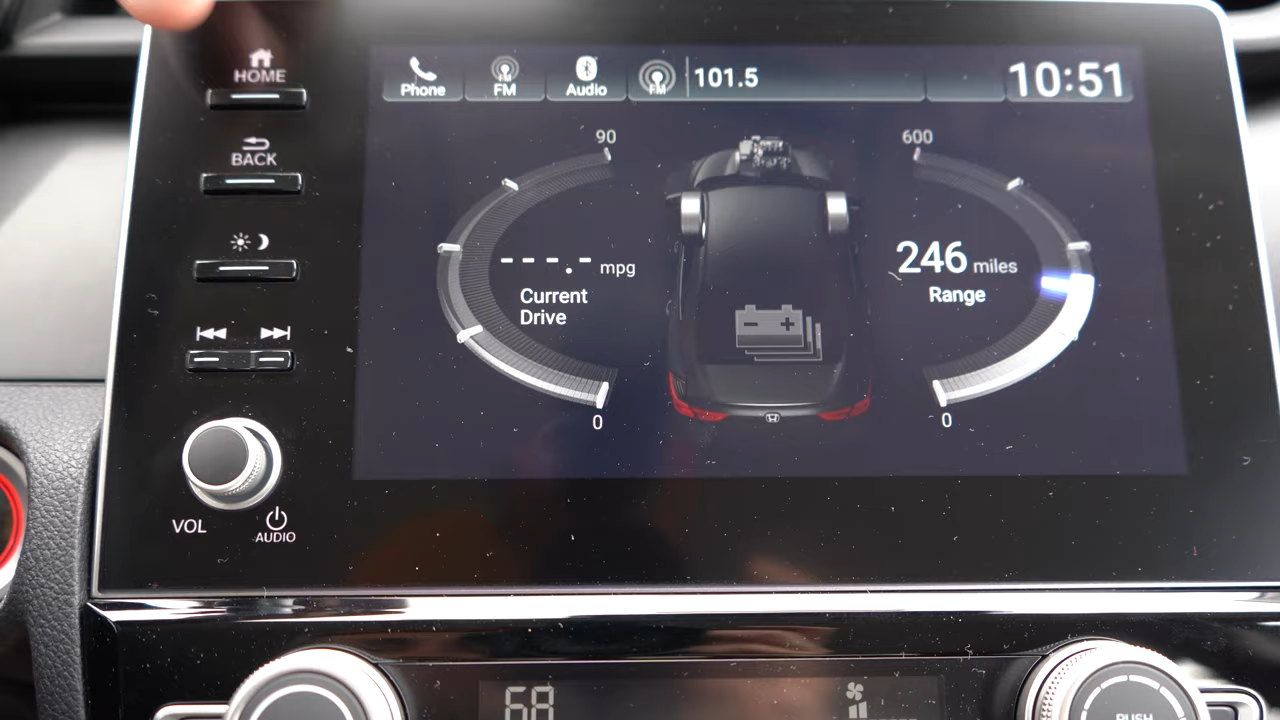 HOME
BACK
VOL
AUDIO
Phone
FM
Audio
FM
101.5
10:51
90
---.- mpg
Current
Drive
0
600
246 miles
Range
0
68
PUSH